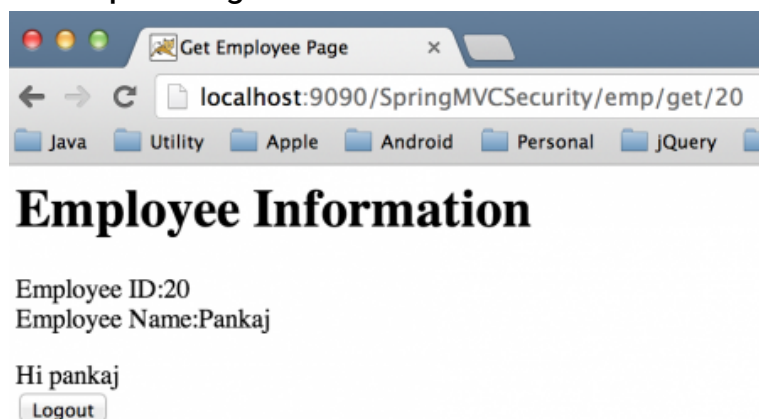 Get Employee Page
localhost:9090/SpringMVCSecurity/emp/get/20
Java Utility Apple Android Personal jQuery
Employee Information
Employee ID:20
Employee Name:Pankaj
Hi pankaj
Logout